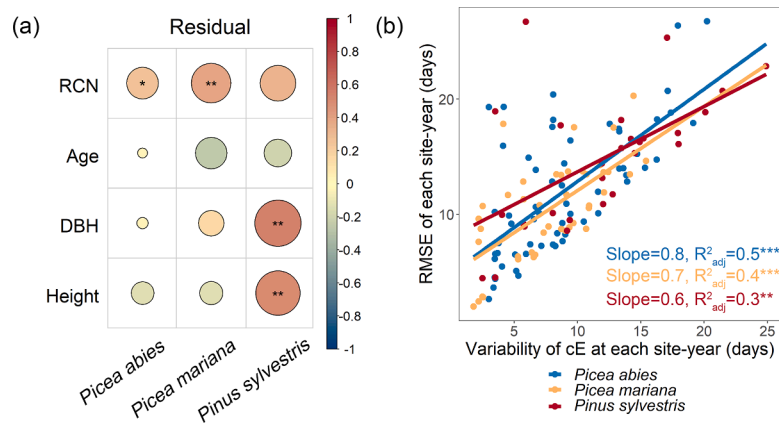 (a)
Residual
RCN
Age
DBH
Height
* **
**
**
Picea abies
Picea mariana
Pinus sylvestris
1
0.8
0.6
0.4
0.2
0
-0.2
-0.4
-0.6
-0.8
-1
(b)
RMSE of each site-year (days)
20
10
Slope=0.8, R²adj=0.5***
Slope=0.7, R²adj=0.4***
Slope=0.6, R²adj=0.3**
5 10 15 20 25
Variability of cE at each site-year (days)
Picea abies
Picea mariana
Pinus sylvestris